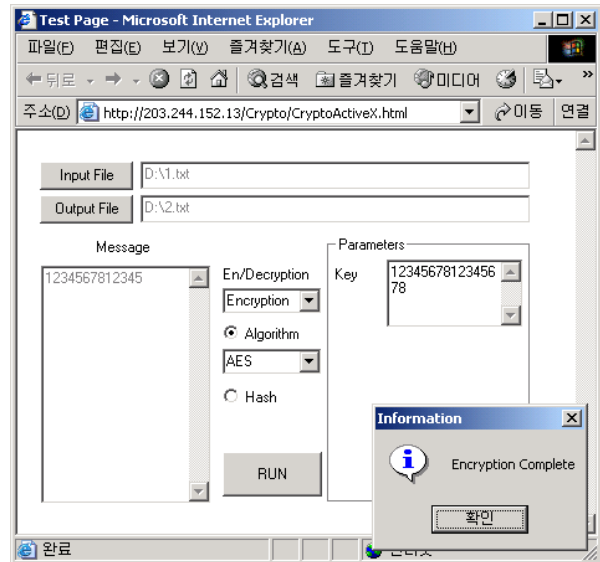 Test Page - Microsoft Internet Explorer
파일(F) 편집(E) 보기(V) 즐겨찾기(A) 도구(T) 도움말(H)
뒤로 검색 즐겨찾기 미디어 »
주소(D) http://203.244.152.13/Crypto/CryptoActiveX.html 이동 연결
Input File D:\1.txt
Output File D:\2.txt
Message
1234567812345
En/Decryption
Encryption
Algorithm
AES
Hash
RUN
Parameters
Key
12345678123456
78
Information
Encryption Complete
확인
완료